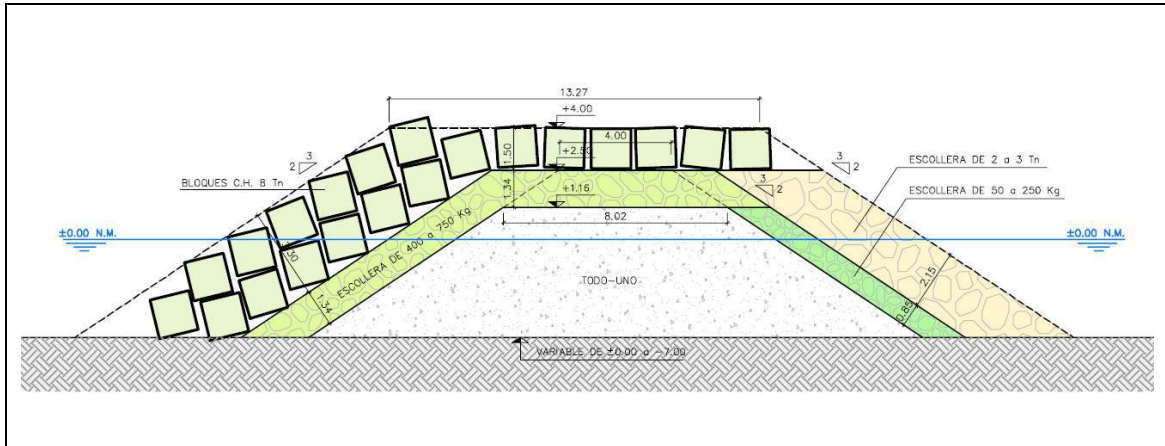 13.27
+4.00
4.00
3
2
1.50
+2.50
3
2
ESCOLLERA DE 2 a 3 Tn
BLOQUES C.H. 8 Tn
3
2
ESCOLLERA DE 50 a 250 Kg
1.34
+1.16
8.02
±0.00 N.M.
±0.00 N.M.
ESCOLLERA DE 400 a 750 Kg
TODO-UNO
.30
1.34
2.15
0.85
VARIABLE DE ±0.00 a -7.00